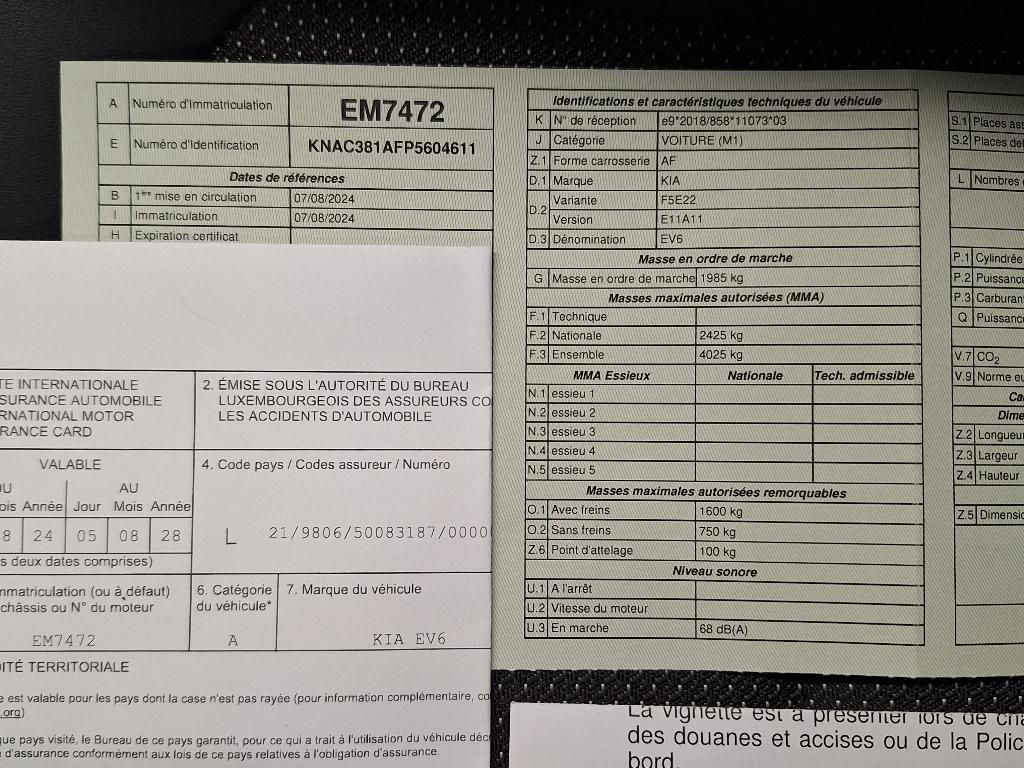 A Numéro d'Immatriculation EM7472
E Numéro d'Identification KNAC381AFP5604611
Dates de références
B 1ère mise en circulation 07/08/2024
I Immatriculation 07/08/2024
H Expiration certificat
TE INTERNATIONALE
SURANCE AUTOMOBILE
RNATIONAL MOTOR
RANCE CARD
2. ÉMISE SOUS L'AUTORITÉ DU BUREAU
LUXEMBOURGEOIS DES ASSUREURS CO
LES ACCIDENTS D'AUTOMOBILE
VALABLE
DU AU
ois Année Jour Mois Année
8 24 05 08 28
s deux dates comprises)
4. Code pays / Codes assureur / Numéro
L 21/9806/50083187/0000
mmatriculation (ou à défaut)
châssis ou N° du moteur
EM7472
6. Catégorie
du véhicule*
A
7. Marque du véhicule
KIA EV6
DITÉ TERRITORIALE
e est valable pour les pays dont la case n'est pas rayée (pour information complémentaire, co
.org)
que pays visité, le Bureau de ce pays garantit, pour ce qui a trait à l'utilisation du véhicule déc
e d'assurance conformément aux lois de ce pays relatives à l'obligation d'assurance.
Identifications et caractéristiques techniques du véhicule
K N° de réception e9*2018/858*11073*03
J Catégorie VOITURE (M1)
Z.1 Forme carrosserie AF
D.1 Marque KIA
D.2 Variante F5E22
Version E11A11
D.3 Dénomination EV6
Masse en ordre de marche
G Masse en ordre de marche 1985 kg
Masses maximales autorisées (MMA)
F.1 Technique
F.2 Nationale 2425 kg
F.3 Ensemble 4025 kg
MMA Essieux Nationale Tech. admissible
N.1 essieu 1
N.2 essieu 2
N.3 essieu 3
N.4 essieu 4
N.5 essieu 5
Masses maximales autorisées remorquables
O.1 Avec freins 1600 kg
O.2 Sans freins 750 kg
Z.6 Point d'attelage 100 kg
Niveau sonore
U.1 A l'arrêt
U.2 Vitesse du moteur
U.3 En marche 68 dB(A)
S.1 Places ass
S.2 Places de
L Nombres
P.1 Cylindrée
P.2 Puissance
P.3 Carburan
Q Puissanc
V.7 CO2
V.9 Norme eu
Ca
Dime
Z.2 Longueur
Z.3 Largeur
Z.4 Hauteur
Z.5 Dimensio
La vignette est à présenter lors de cha
des douanes et accises ou de la Polic
bord.